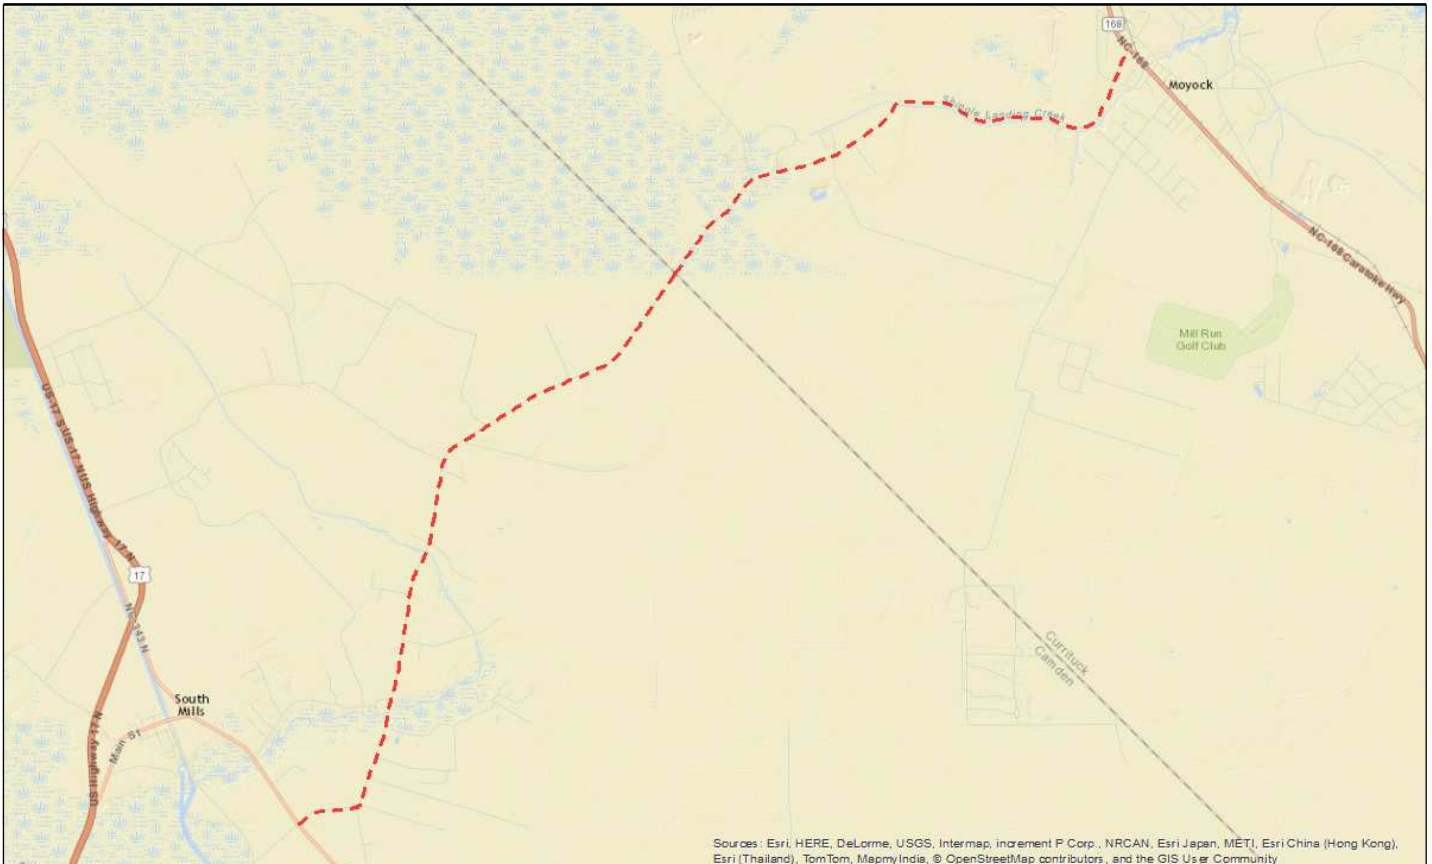 168
NC-168
Moyock
Shingle Landing Creek
NC-168 Caratoke Hwy
Mill Run
Golf Club
US-17 S US-17 N US Highway 17 N
17
NC-343 N
South
Mills
Main St
US Highway 17 N
Currituck
Camden
Sources: Esri, HERE, DeLorme, USGS, Intermap, increment P Corp., NRCAN, Esri Japan, METI, Esri China (Hong Kong),
Esri (Thailand), TomTom, MapmyIndia, © OpenStreetMap contributors, and the GIS User Community